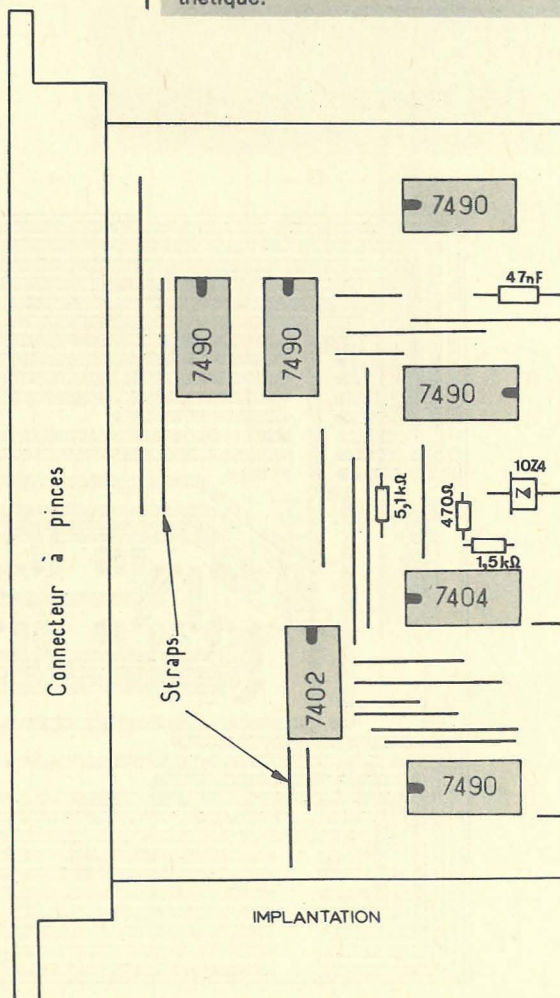 thétique.
7490
47nF
7490
7490
7490
10Z4
5,1kΩ
470Ω
1,5kΩ
Connecteur à pinces
7404
Straps
7402
7490
IMPLANTATION